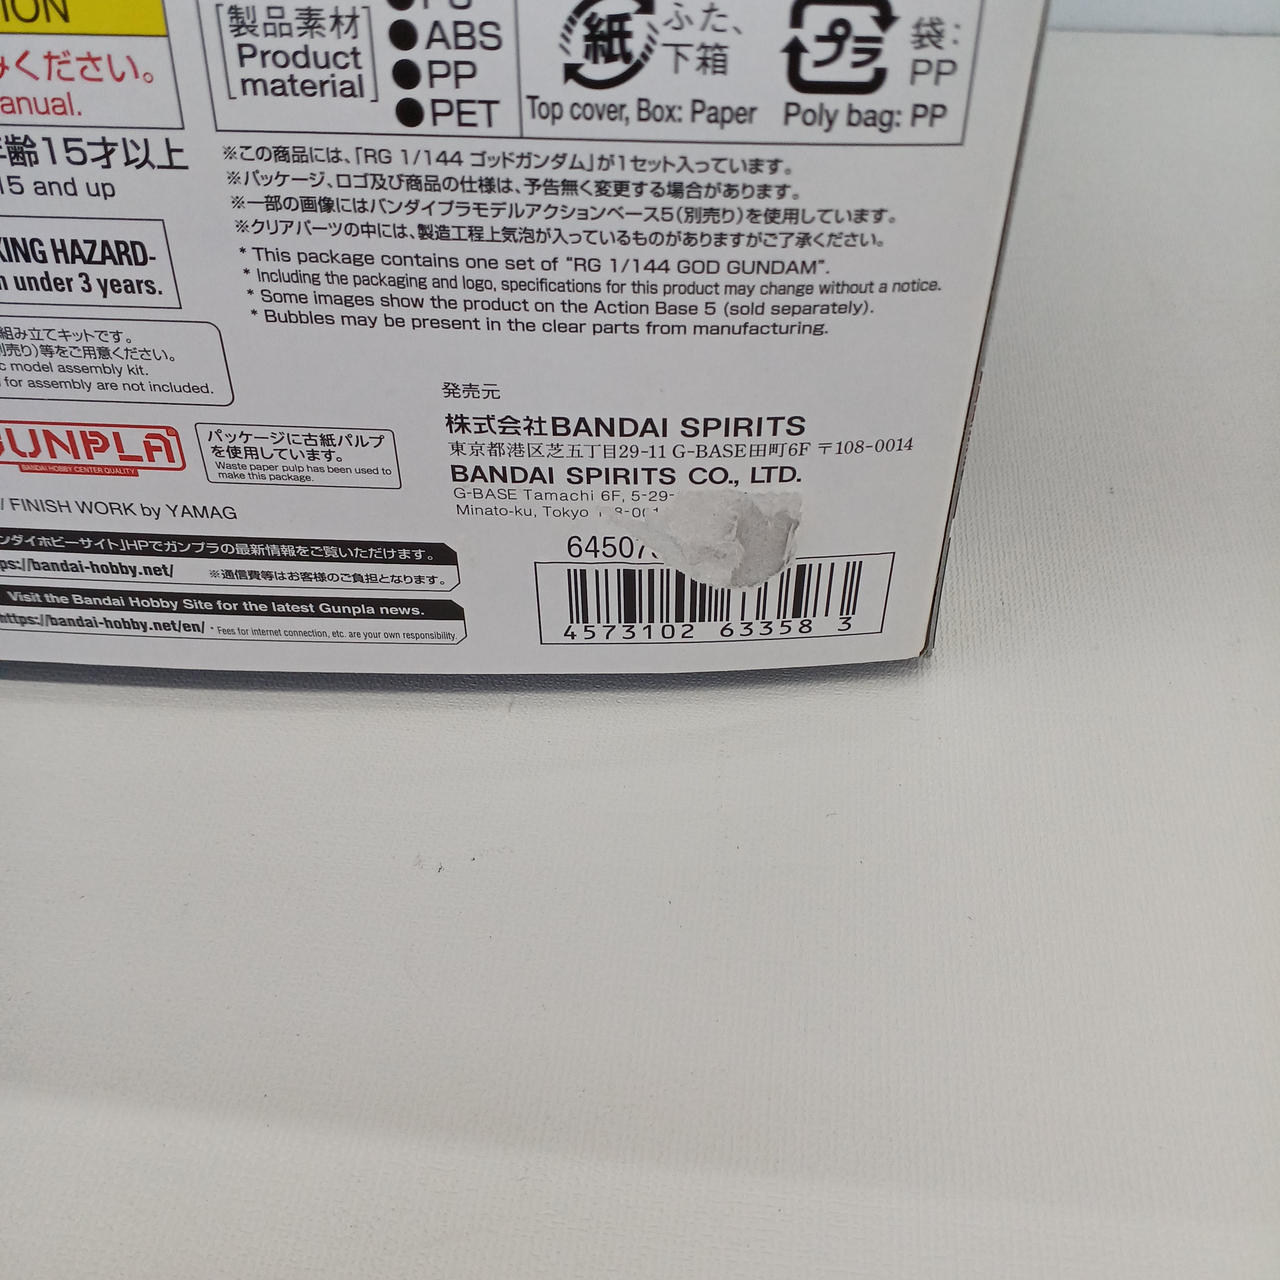 ION
みください。
anual.
年齢15才以上
15 and up
KING HAZARD-
under 3 years.
組み立てキットです。
売り)等をご用意ください。
c model assembly kit.
for assembly are not included.
GUNPLA
BANDAI HOBBY CENTER QUALITY
パッケージに古紙パルプ
を使用しています。
Waste paper pulp has been used to
make this package.
/ FINISH WORK by YAMAG
ンダイホビーサイト」HPでガンプラの最新情報をご覧いただけます。
ps://bandai-hobby.net/ ※通信費等はお客様のご負担となります。
Visit the Bandai Hobby Site for the latest Gunpla news.
https://bandai-hobby.net/en/ * Fees for internet connection, etc. are your own responsibility.
[製品素材
Product
material]
●PS
●ABS
●PP
●PET
紙
ふた、
下箱
Top cover, Box: Paper
プラ
袋:
PP
Poly bag: PP
※この商品には、「RG 1/144 ゴッドガンダム」が1セット入っています。
※パッケージ、ロゴ及び商品の仕様は、予告無く変更する場合があります。
※一部の画像にはバンダイプラモデルアクションベース5(別売り)を使用しています。
※クリアパーツの中には、製造工程上気泡が入っているものがありますがご了承ください。
* This package contains one set of “RG 1/144 GOD GUNDAM”.
* Including the packaging and logo, specifications for this product may change without a notice.
* Some images show the product on the Action Base 5 (sold separately).
* Bubbles may be present in the clear parts from manufacturing.
発売元
株式会社BANDAI SPIRITS
東京都港区芝五丁目29-11 G-BASE田町6F 〒108-0014
BANDAI SPIRITS CO., LTD.
G-BASE Tamachi 6F, 5-29-
Minato-ku, Tokyo
64507
4573102 63358 3